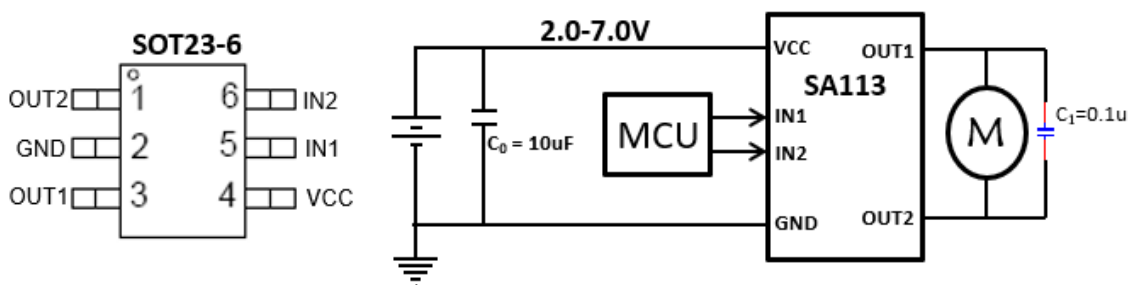 SOT23-6
OUT2 1 6 IN2
GND 2 5 IN1
OUT1 3 4 VCC
2.0-7.0V
VCC OUT1
SA113
MCU
IN1
IN2
C₀ = 10uF
M
C₁=0.1u
GND OUT2